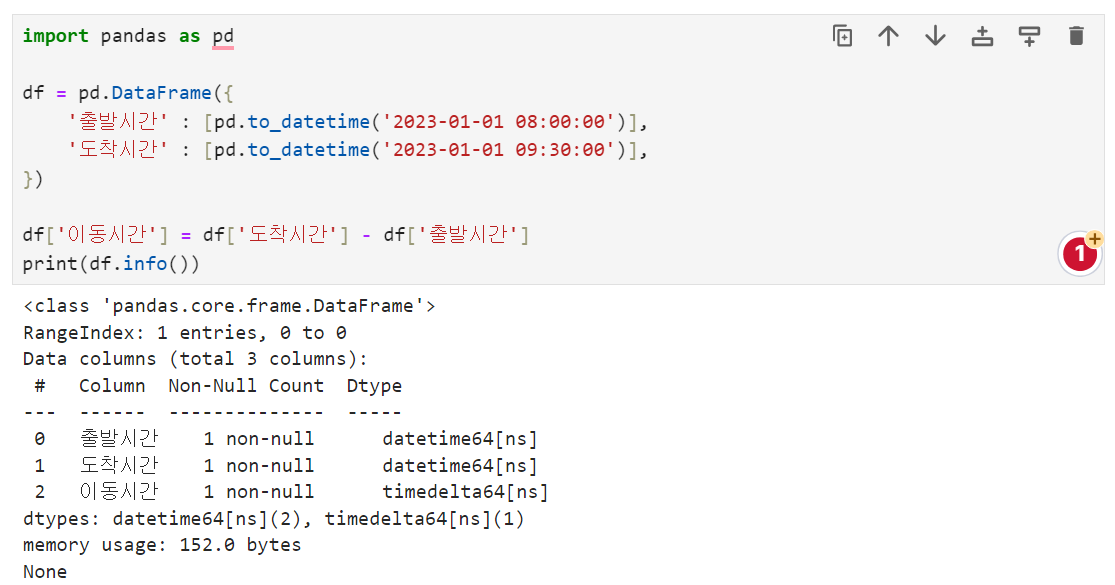 import pandas as pd
df = pd.DataFrame({
    '출발시간' : [pd.to_datetime('2023-01-01 08:00:00')],
    '도착시간' : [pd.to_datetime('2023-01-01 09:30:00')],
})
df['이동시간'] = df['도착시간'] - df['출발시간']
print(df.info())
1
<class 'pandas.core.frame.DataFrame'>
RangeIndex: 1 entries, 0 to 0
Data columns (total 3 columns):
 #   Column  Non-Null Count  Dtype
---  ------  --------------  -----
 0   출발시간    1 non-null      datetime64[ns]
 1   도착시간    1 non-null      datetime64[ns]
 2   이동시간    1 non-null      timedelta64[ns]
dtypes: datetime64[ns](2), timedelta64[ns](1)
memory usage: 152.0 bytes
None